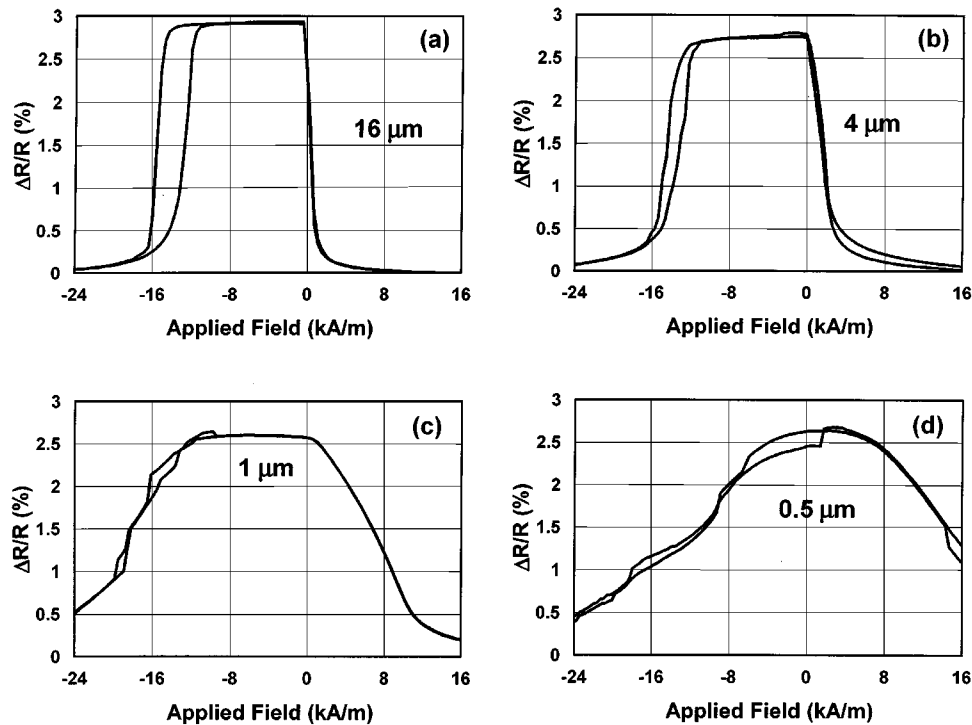 (a)
ΔR/R (%)
3
2.5
2
1.5
1
0.5
0
16 μm
-24 -16 -8 0 8 16
Applied Field (kA/m)
(b)
ΔR/R (%)
3
2.5
2
1.5
1
0.5
0
4 μm
-24 -16 -8 0 8 16
Applied Field (kA/m)
(c)
ΔR/R (%)
3
2.5
2
1.5
1
0.5
0
1 μm
-24 -16 -8 0 8 16
Applied Field (kA/m)
(d)
ΔR/R (%)
3
2.5
2
1.5
1
0.5
0
0.5 μm
-24 -16 -8 0 8 16
Applied Field (kA/m)